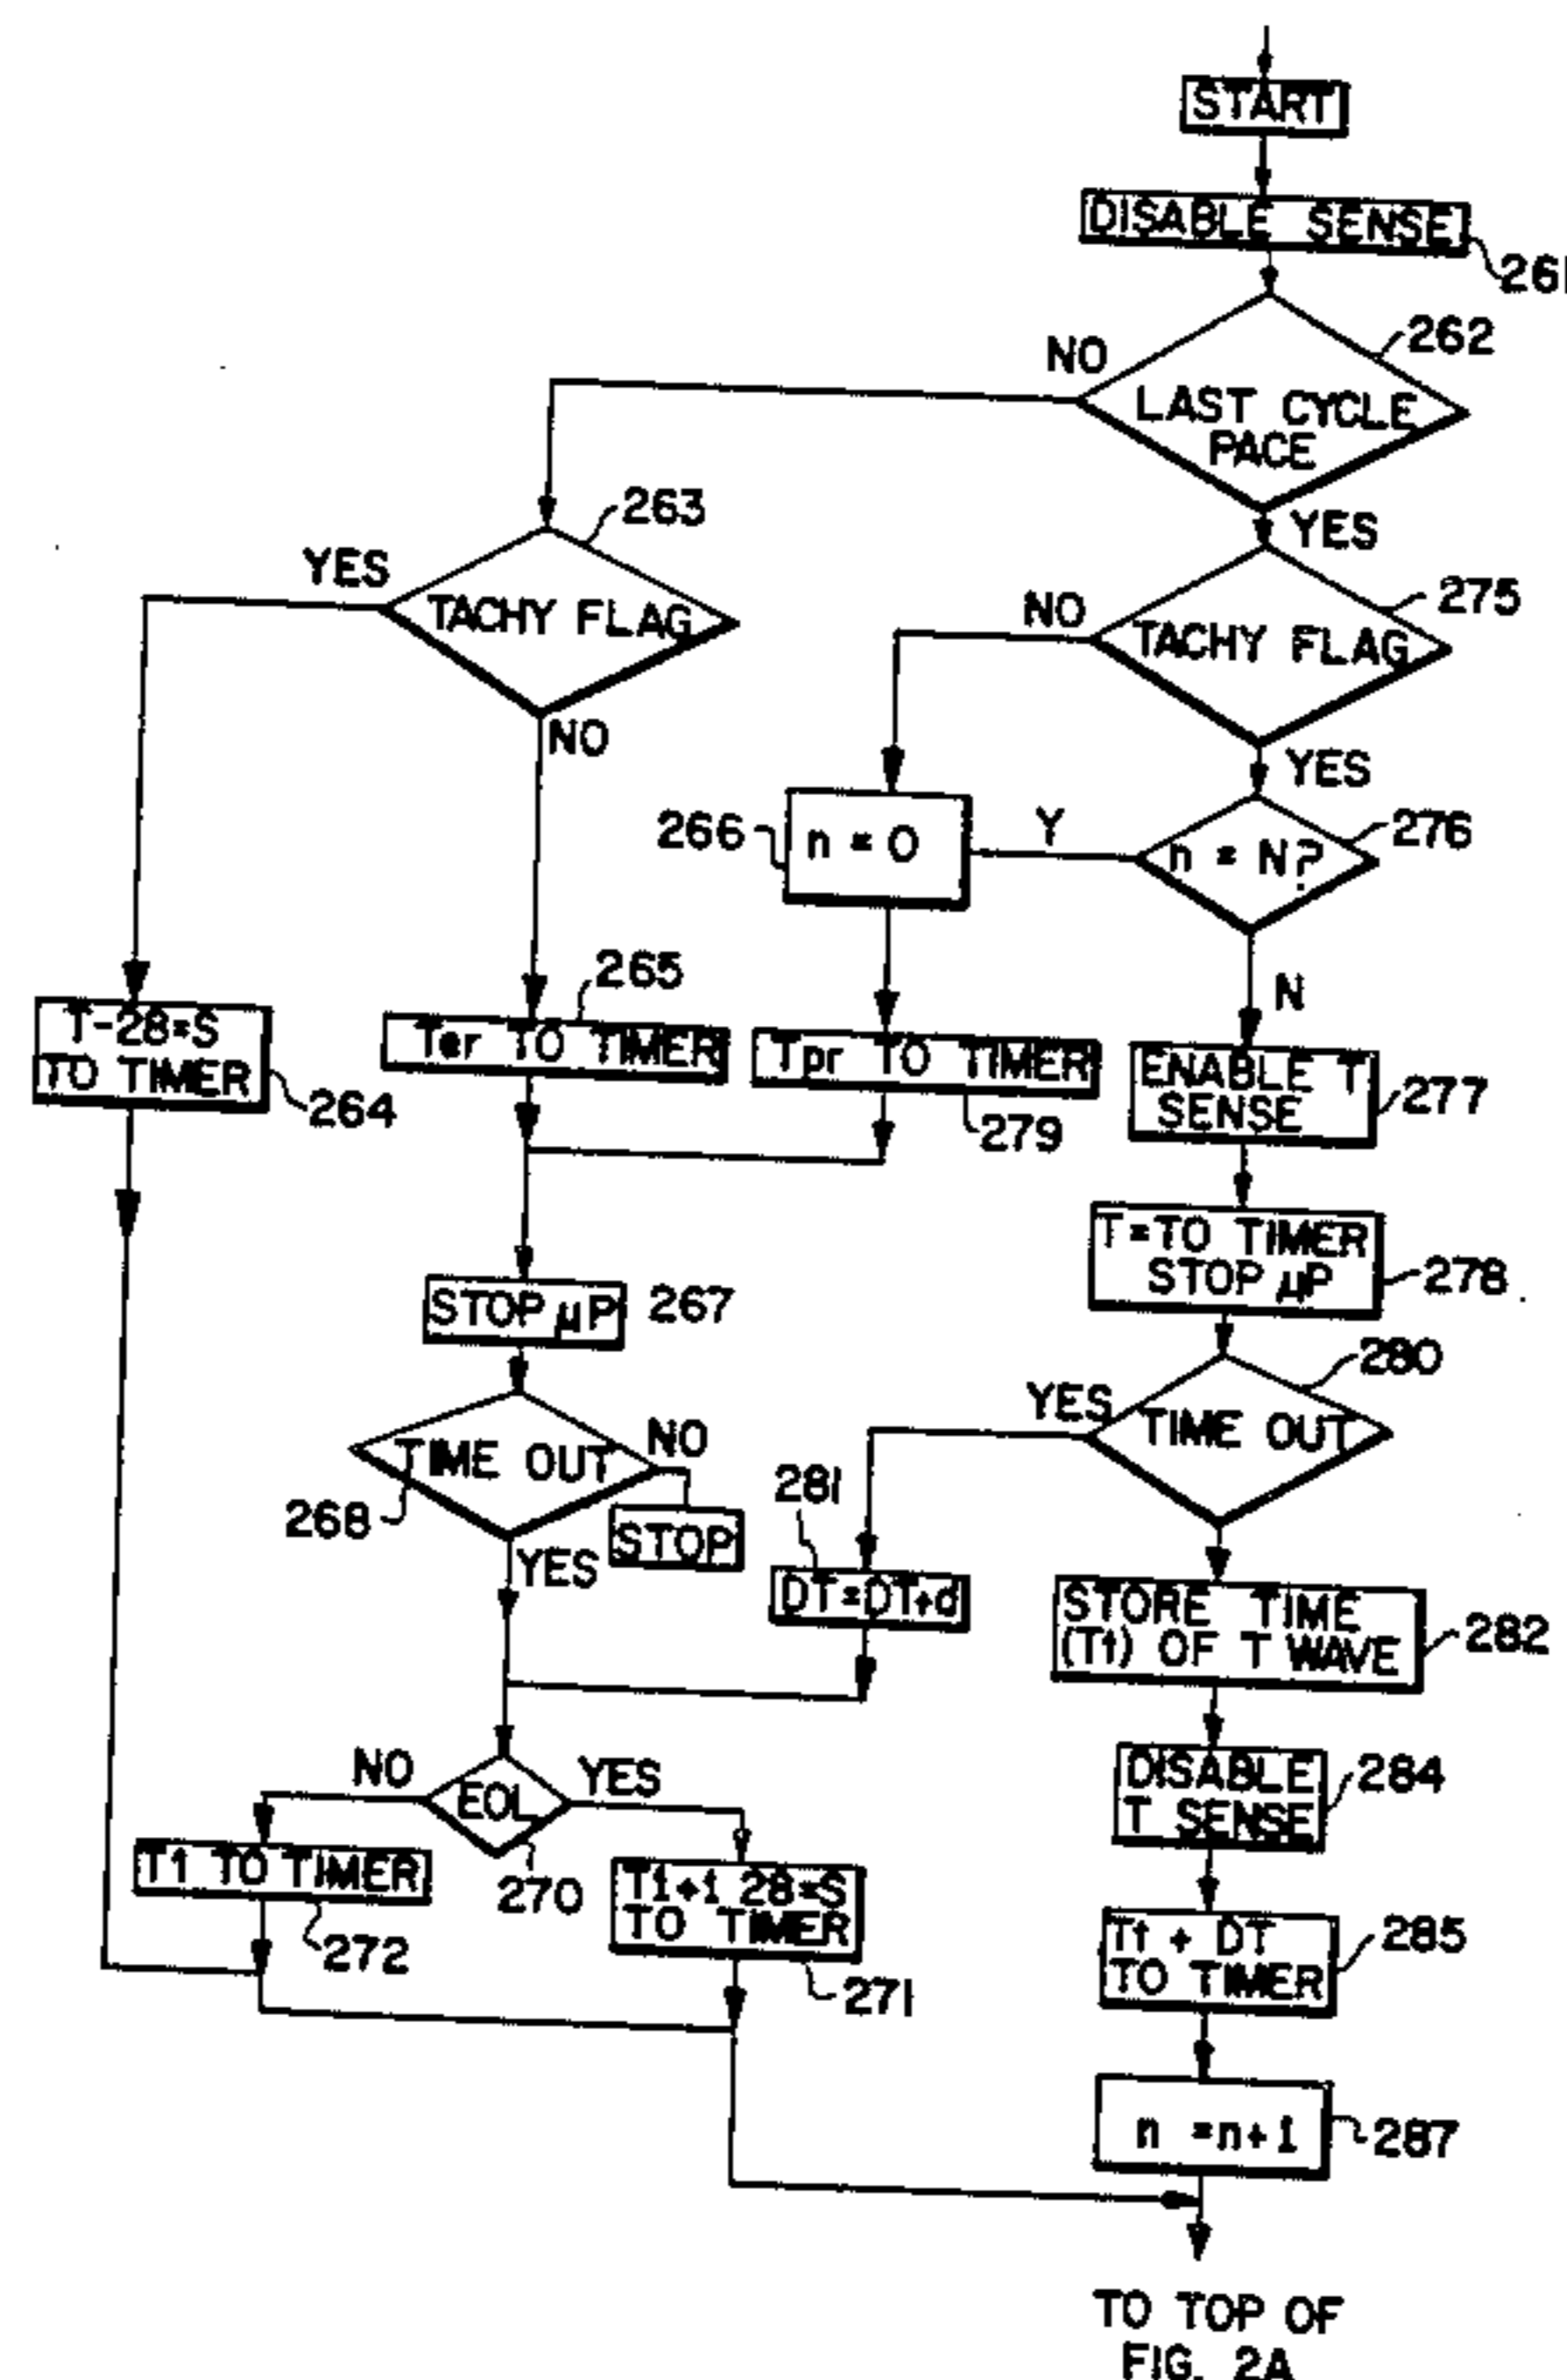 START
DISABLE SENSE
261
262
NO
LAST CYCLE
PACE
YES
263
YES
TACHY FLAG
NO
275
NO
TACHY FLAG
YES
276
266
n = 0
Y
n = N?
N
T-28=S
TO TIMER
264
265
Ter TO TIMER
Tpr TO TIMER
279
ENABLE T
SENSE
277
T=TO TIMER
STOP μP
278
STOP μP
267
TIME OUT
NO
268
STOP
YES
280
YES
TIME OUT
281
DT=DT+d
STORE TIME
(Tt) OF T WAVE
282
NO
EOL
YES
270
T1 TO TIMER
272
T1+1 28=S
TO TIMER
271
DISABLE
T SENSE
284
Tt + DT
TO TIMER
285
n =n+1
287
TO TOP OF
FIG. 2A